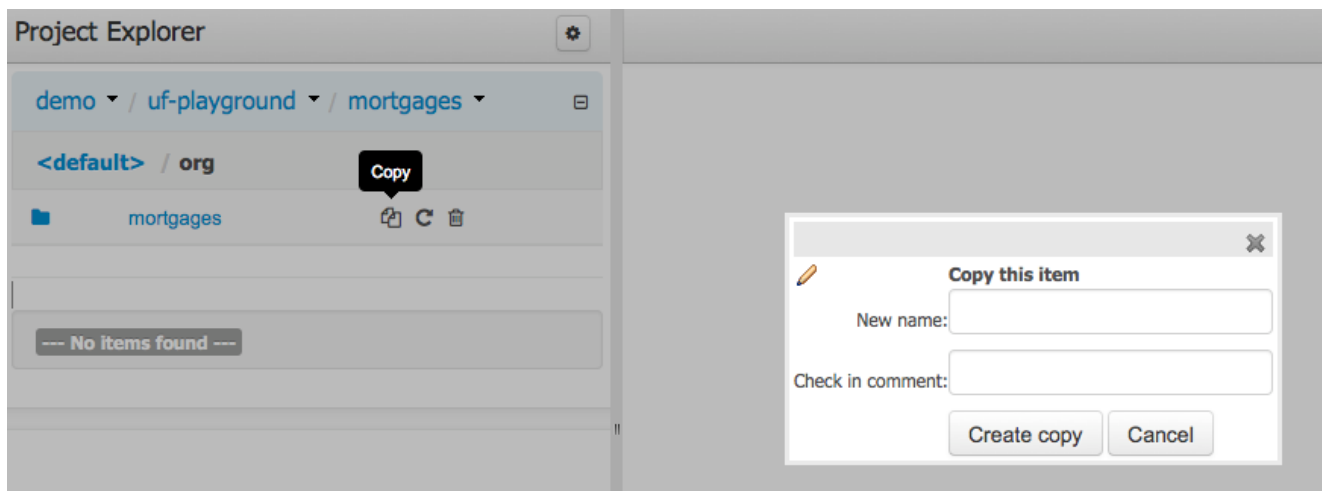 Project Explorer
demo / uf-playground / mortgages
<default> / org
Copy
mortgages
--- No items found ---
Copy this item
New name:
Check in comment:
Create copy Cancel